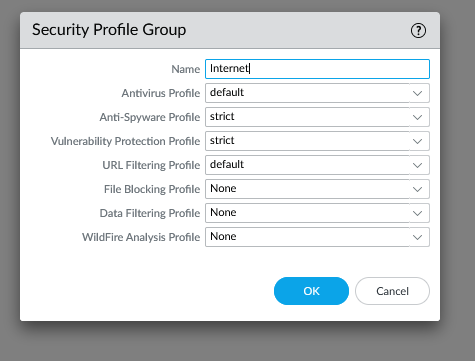 Security Profile Group
Name Internet
Antivirus Profile default
Anti-Spyware Profile strict
Vulnerability Protection Profile strict
URL Filtering Profile default
File Blocking Profile None
Data Filtering Profile None
WildFire Analysis Profile None
OK Cancel